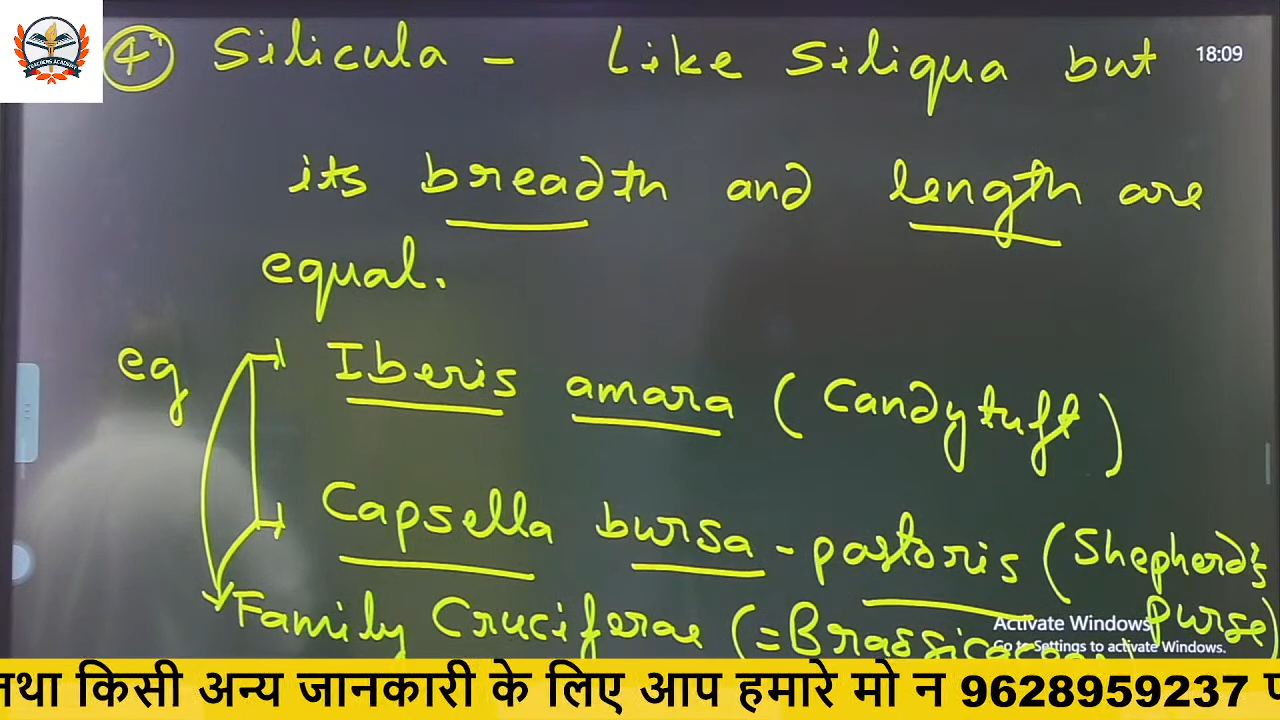 ④ Silicula - Like Siliqua but
18:09
its breadth and length are
equal.
eg → Iberis amara (Candytuft)
→ Capsella bursa-pastoris (Shepherd's
purse)
Family Cruciferae (=Brassicaceae)
Activate Windows
Go to Settings to activate Windows.
TEACHERS ACADEMY
तथा किसी अन्य जानकारी के लिए आप हमारे मो न 9628959237 प